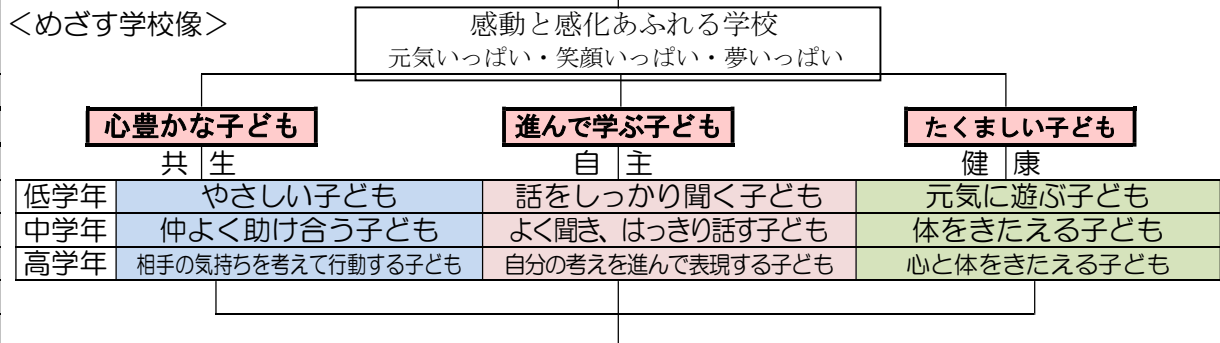 <めざす学校像>
感動と感化あふれる学校
元気いっぱい・笑顔いっぱい・夢いっぱい
心豊かな子ども 進んで学ぶ子ども たくましい子ども
共生 自主 健康
低学年 やさしい子ども 話をしっかり聞く子ども 元気に遊ぶ子ども
中学年 仲よく助け合う子ども よく聞き、はっきり話す子ども 体をきたえる子ども
高学年 相手の気持ちを考えて行動する子ども 自分の考えを進んで表現する子ども 心と体をきたえる子ども